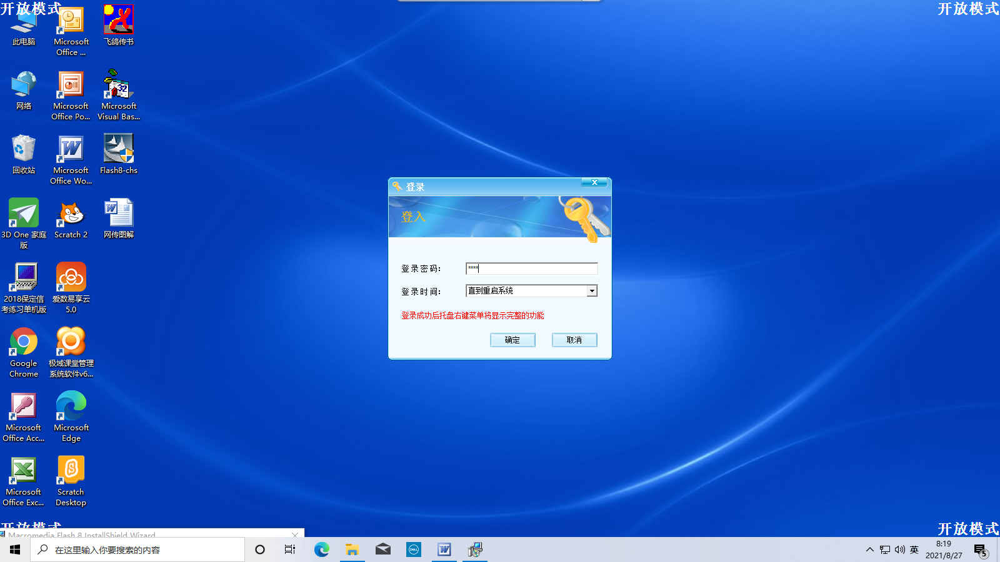 开放模式
开放模式
此电脑
Microsoft
Office ...
飞鸽传书
网络
Microsoft
Office Po...
Microsoft
Visual Bas...
回收站
Microsoft
Office Wo...
Flash8-chs
3D One 家庭
版
Scratch 2
网传图解
2018保定信
考练习单机版
爱数易享云
5.0
Google
Chrome
极域课堂管理
系统软件v6...
Microsoft
Office Acc...
Microsoft
Edge
Microsoft
Office Exc...
Scratch
Desktop
登录
x
登入
登录密码:
****
登录时间:
直到重启系统
登录成功后托盘右键菜单将显示完整的功能
确定
取消
开放模式
开放模式
Macromedia Flash 8 InstallShield Wizard
在这里输入你要搜索的内容
DELL
英
8:19
2021/8/27
5